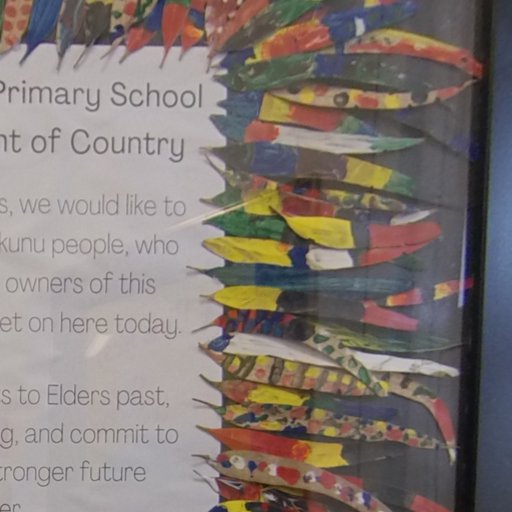 Primary School
nt of Country
s, we would like to
kunu people, who
owners of this
et on here today.
s to Elders past,
g, and commit to
tronger future
er.